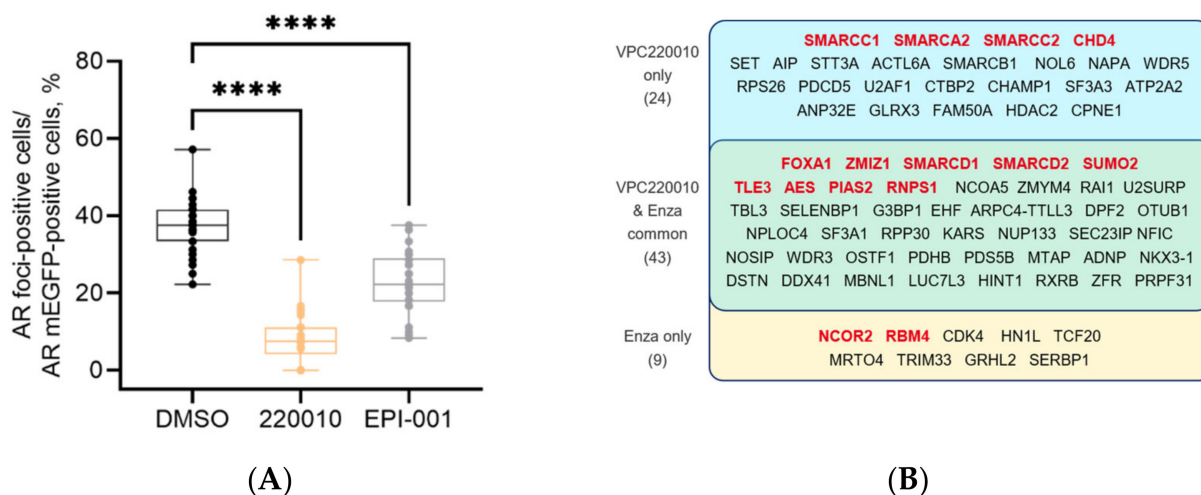 ****
****
80
60
40
20
0
AR foci-positive cells/
AR mEGFP-positive cells, %
DMSO 220010 EPI-001
(A)
VPC220010
only
(24)
SMARCC1 SMARCA2 SMARCC2 CHD4
SET AIP STT3A ACTL6A SMARCB1 NOL6 NAPA WDR5
RPS26 PDCD5 U2AF1 CTBP2 CHAMP1 SF3A3 ATP2A2
ANP32E GLRX3 FAM50A HDAC2 CPNE1
VPC220010
& Enza
common
(43)
FOXA1 ZMIZ1 SMARCD1 SMARCD2 SUMO2
TLE3 AES PIAS2 RNPS1 NCOA5 ZMYM4 RAI1 U2SURP
TBL3 SELENBP1 G3BP1 EHF ARPC4-TTLL3 DPF2 OTUB1
NPLOC4 SF3A1 RPP30 KARS NUP133 SEC23IP NFIC
NOSIP WDR3 OSTF1 PDHB PDS5B MTAP ADNP NKX3-1
DSTN DDX41 MBNL1 LUC7L3 HINT1 RXRB ZFR PRPF31
Enza only
(9)
NCOR2 RBM4 CDK4 HN1L TCF20
MRTO4 TRIM33 GRHL2 SERBP1
(B)